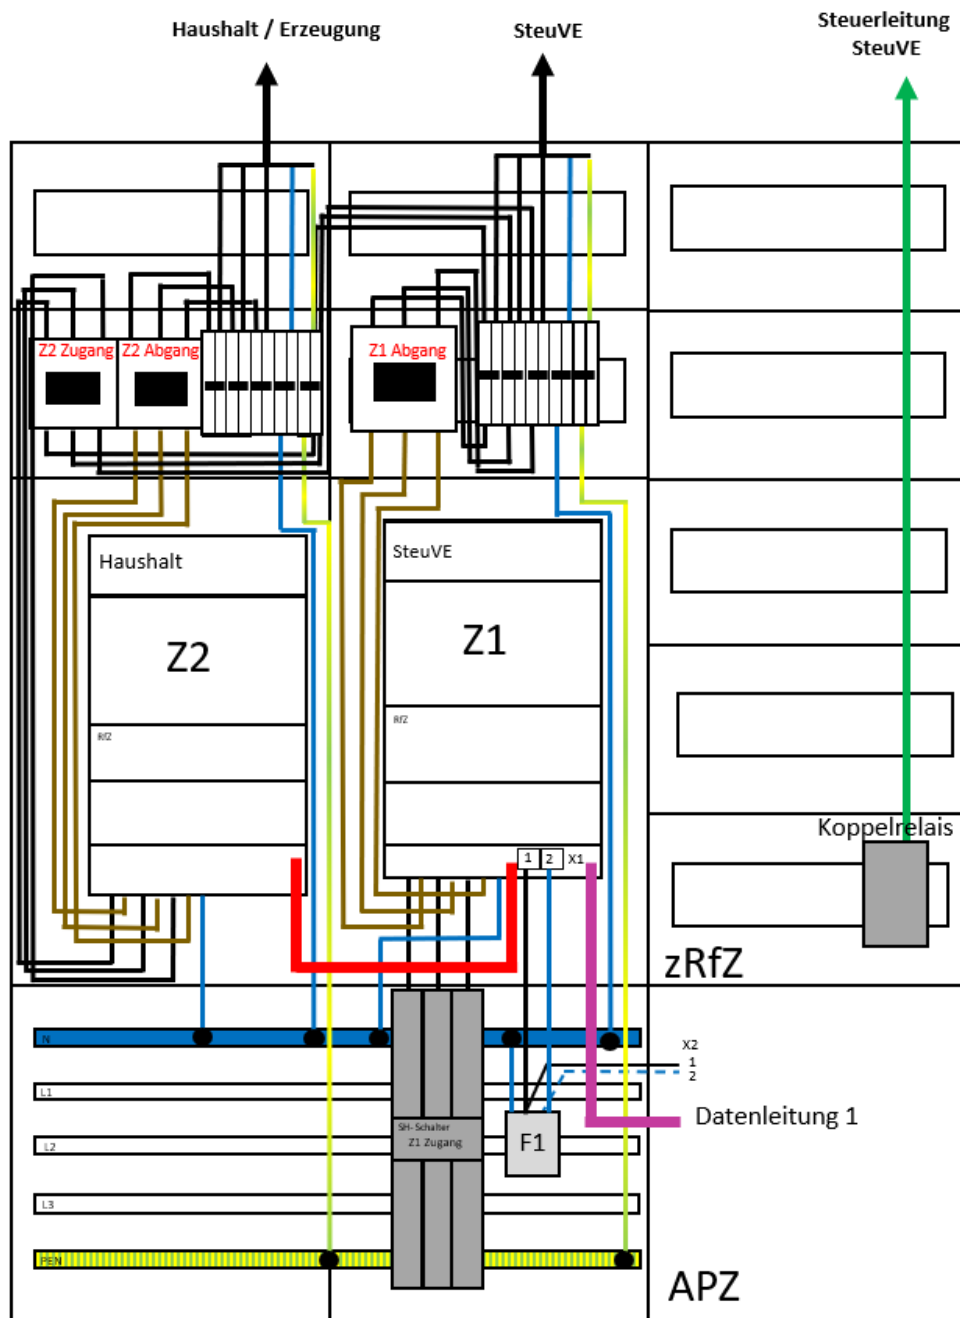 Haushalt / Erzeugung
SteuVE
Steuerleitung
SteuVE
Z2 Zugang
Z2 Abgang
Z1 Abgang
Haushalt
SteuVE
Z2
Z1
RfZ
RfZ
1
2
X1
Koppelrelais
zRfZ
N
X2
1
2
L1
Datenleitung 1
SH- Schalter
Z1 Zugang
F1
L2
L3
PEN
APZ